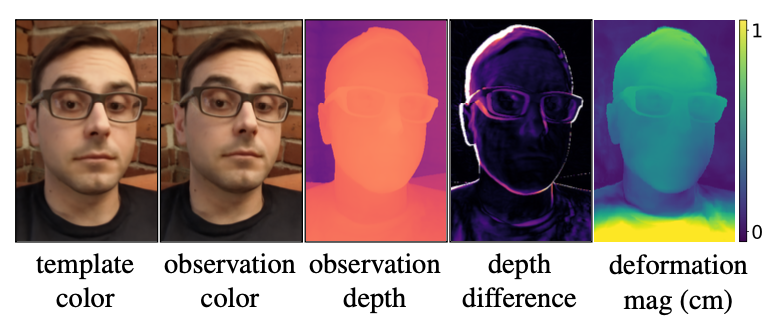 1
0
template observation observation depth deformation
color color depth difference mag (cm)